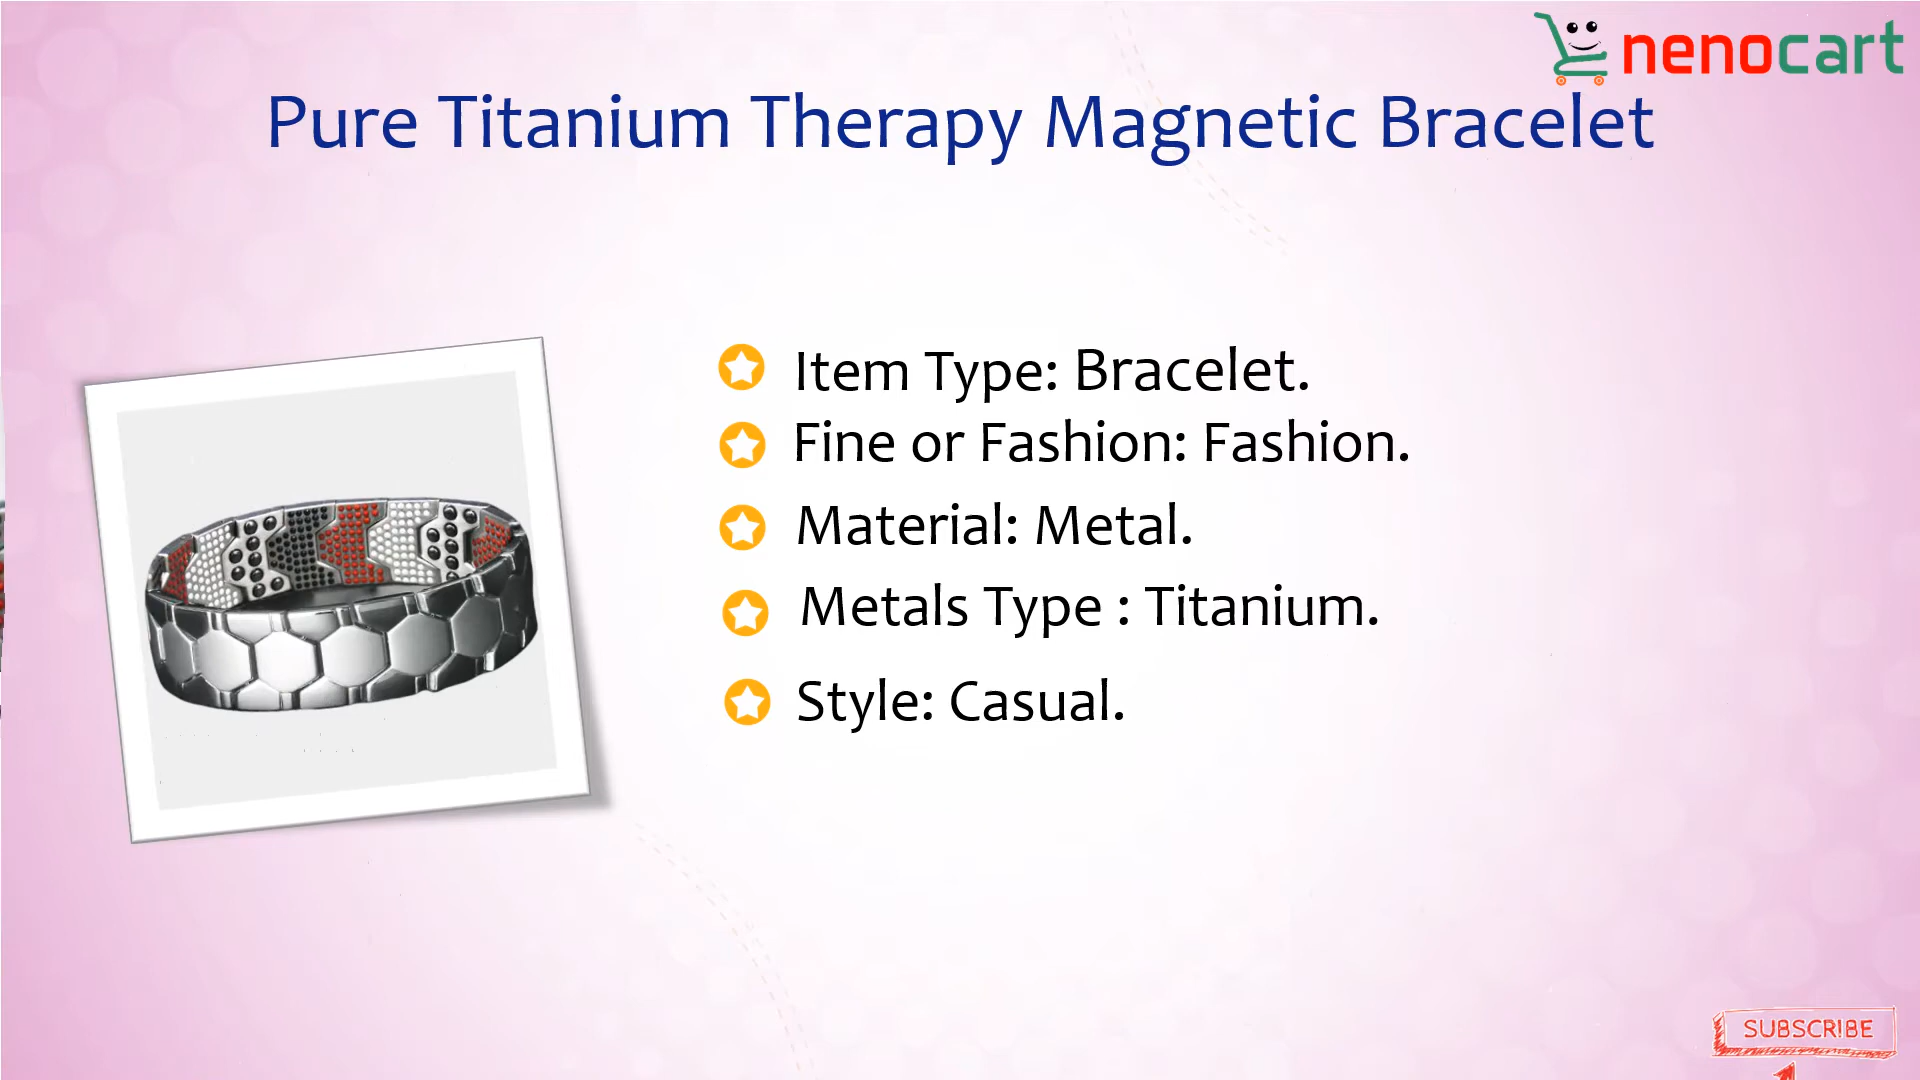 nenocart
Pure Titanium Therapy Magnetic Bracelet
Item Type: Bracelet.
Fine or Fashion: Fashion.
Material: Metal.
Metals Type : Titanium.
Style: Casual.
SUBSCRIBE